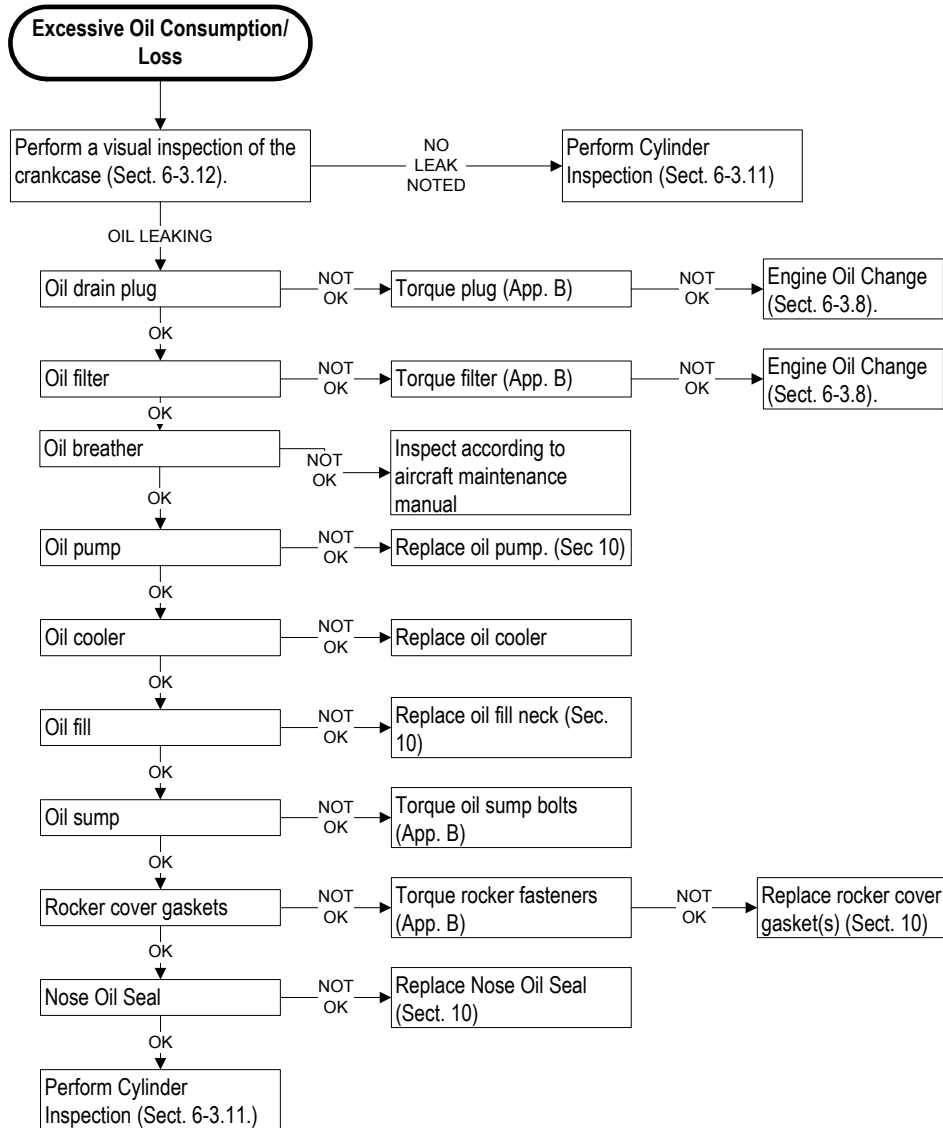 Excessive Oil Consumption/
Loss
Perform a visual inspection of the
crankcase (Sect. 6-3.12).
NO
LEAK
NOTED
Perform Cylinder
Inspection (Sect. 6-3.11)
OIL LEAKING
Oil drain plug
NOT
OK
Torque plug (App. B)
NOT
OK
Engine Oil Change
(Sect. 6-3.8).
OK
Oil filter
NOT
OK
Torque filter (App. B)
NOT
OK
Engine Oil Change
(Sect. 6-3.8).
OK
Oil breather
NOT
OK
Inspect according to
aircraft maintenance
manual
OK
Oil pump
NOT
OK
Replace oil pump. (Sec 10)
OK
Oil cooler
NOT
OK
Replace oil cooler
OK
Oil fill
NOT
OK
Replace oil fill neck (Sec.
10)
OK
Oil sump
NOT
OK
Torque oil sump bolts
(App. B)
OK
Rocker cover gaskets
NOT
OK
Torque rocker fasteners
(App. B)
NOT
OK
Replace rocker cover
gasket(s) (Sect. 10)
OK
Nose Oil Seal
NOT
OK
Replace Nose Oil Seal
(Sect. 10)
OK
Perform Cylinder
Inspection (Sect. 6-3.11.)